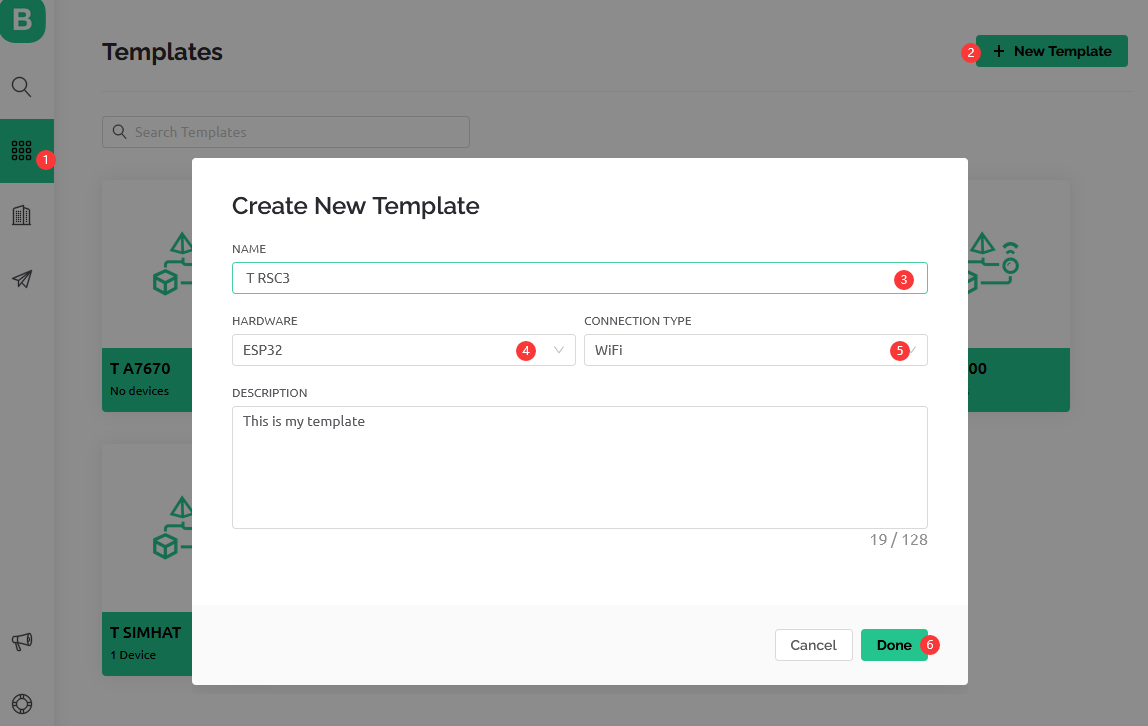 B
Templates
2
+ New Template
Search Templates
1
Create New Template
NAME
T RSC3
3
HARDWARE
CONNECTION TYPE
ESP32
4
WiFi
5
DESCRIPTION
This is my template
19 / 128
T A7670
No devices
00
T SIMHAT
1 Device
Cancel
Done
6